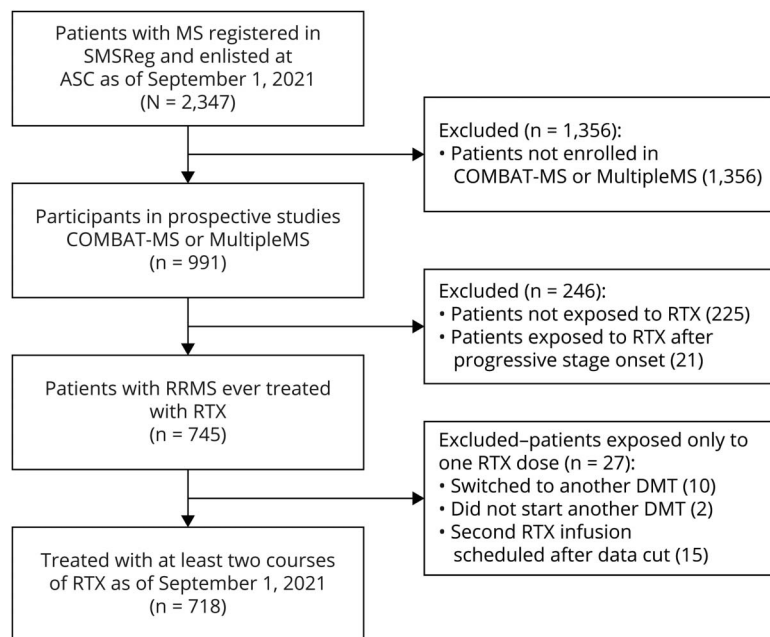 Patients with MS registered in
SMSReg and enlisted at
ASC as of September 1, 2021
(N = 2,347)
Excluded (n = 1,356):
• Patients not enrolled in
COMBAT-MS or MultipleMS (1,356)
Participants in prospective studies
COMBAT-MS or MultipleMS
(n = 991)
Excluded (n = 246):
• Patients not exposed to RTX (225)
• Patients exposed to RTX after
progressive stage onset (21)
Patients with RRMS ever treated
with RTX
(n = 745)
Excluded–patients exposed only to
one RTX dose (n = 27):
• Switched to another DMT (10)
• Did not start another DMT (2)
• Second RTX infusion
scheduled after data cut (15)
Treated with at least two courses
of RTX as of September 1, 2021
(n = 718)